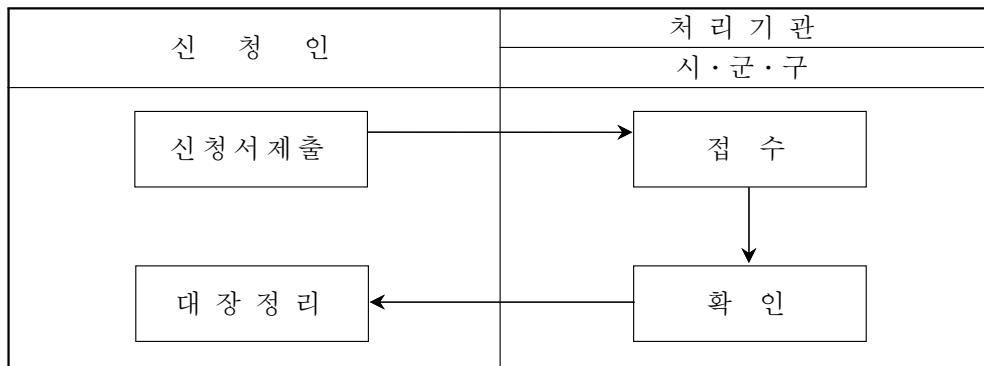 신 청 인
처 리 기 관
시·군·구
신청서제출
접 수
대 장 정 리
확 인